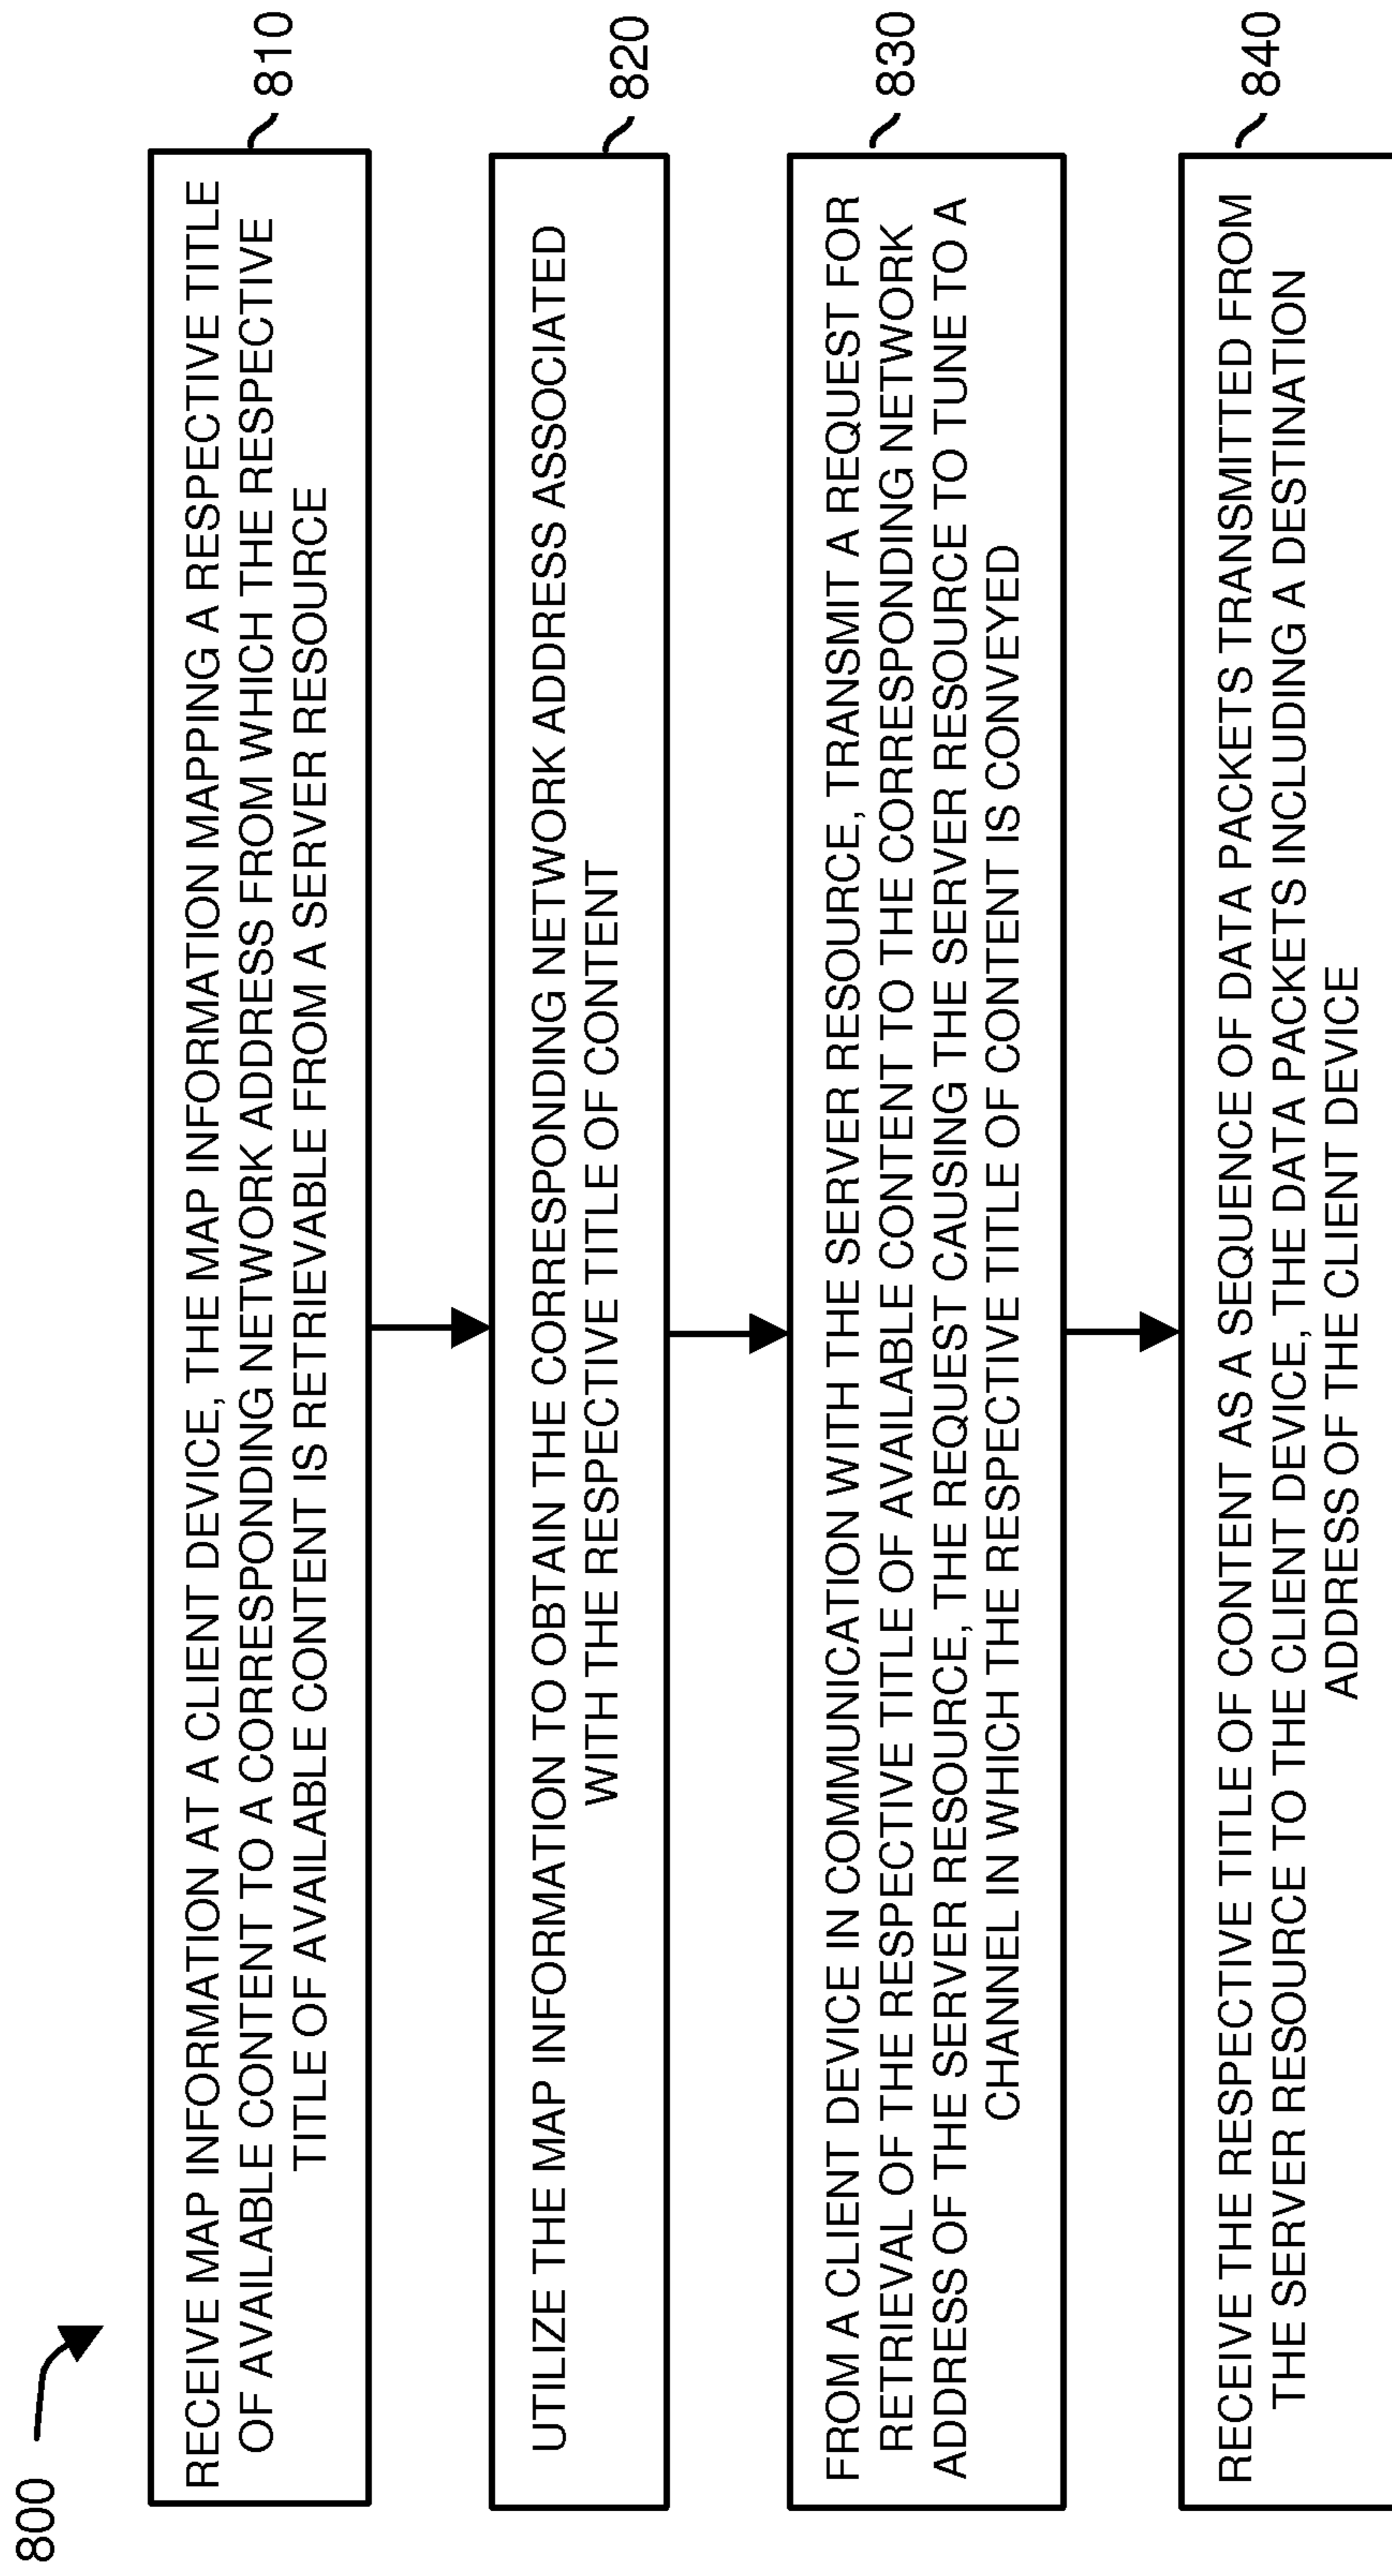 800
RECEIVE MAP INFORMATION AT A CLIENT DEVICE, THE MAP INFORMATION MAPPING A RESPECTIVE TITLE
OF AVAILABLE CONTENT TO A CORRESPONDING NETWORK ADDRESS FROM WHICH THE RESPECTIVE
TITLE OF AVAILABLE CONTENT IS RETRIEVABLE FROM A SERVER RESOURCE
810
UTILIZE THE MAP INFORMATION TO OBTAIN THE CORRESPONDING NETWORK ADDRESS ASSOCIATED
WITH THE RESPECTIVE TITLE OF CONTENT
820
FROM A CLIENT DEVICE IN COMMUNICATION WITH THE SERVER RESOURCE, TRANSMIT A REQUEST FOR
RETRIEVAL OF THE RESPECTIVE TITLE OF AVAILABLE CONTENT TO THE CORRESPONDING NETWORK
ADDRESS OF THE SERVER RESOURCE, THE REQUEST CAUSING THE SERVER RESOURCE TO TUNE TO A
CHANNEL IN WHICH THE RESPECTIVE TITLE OF CONTENT IS CONVEYED
830
RECEIVE THE RESPECTIVE TITLE OF CONTENT AS A SEQUENCE OF DATA PACKETS TRANSMITTED FROM
THE SERVER RESOURCE TO THE CLIENT DEVICE, THE DATA PACKETS INCLUDING A DESTINATION
ADDRESS OF THE CLIENT DEVICE
840